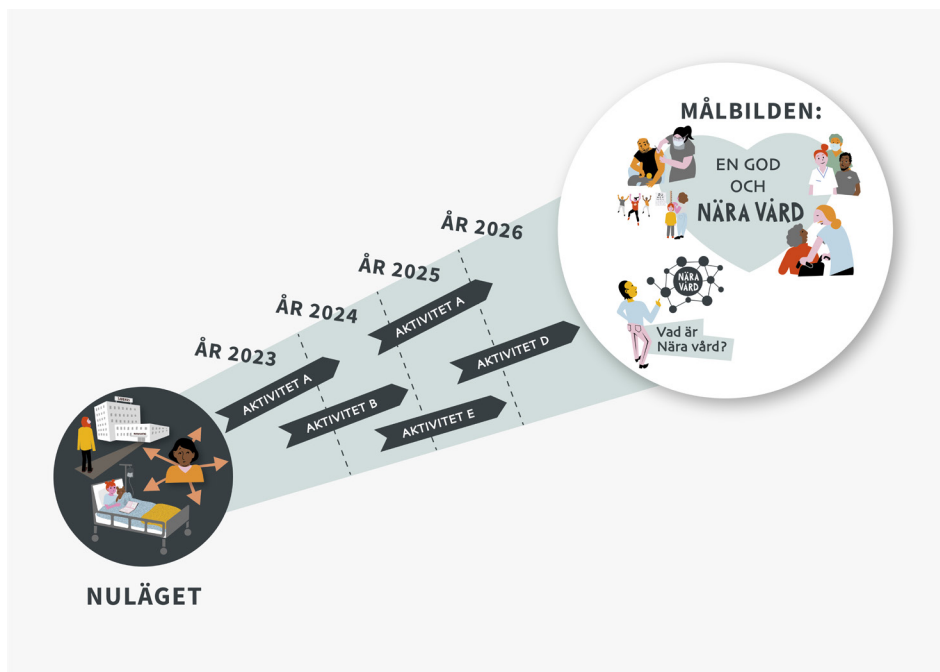 MÅLBILDEN:
EN GOD
OCH
NÄRA VÅRD
NÄRA
VÅRD
Vad är
Nära vård?
ÅR 2026
ÅR 2025
ÅR 2024
ÅR 2023
AKTIVITET A
AKTIVITET D
AKTIVITET A
AKTIVITET B
AKTIVITET E
NULÄGET